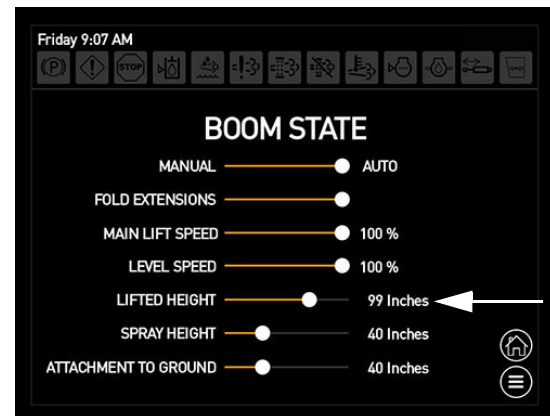 Friday 9:07 AM
(P) STOP
BOOM STATE
MANUAL AUTO
FOLD EXTENSIONS
MAIN LIFT SPEED 100 %
LEVEL SPEED 100 %
LIFTED HEIGHT 99 Inches
SPRAY HEIGHT 40 Inches
ATTACHMENT TO GROUND 40 Inches